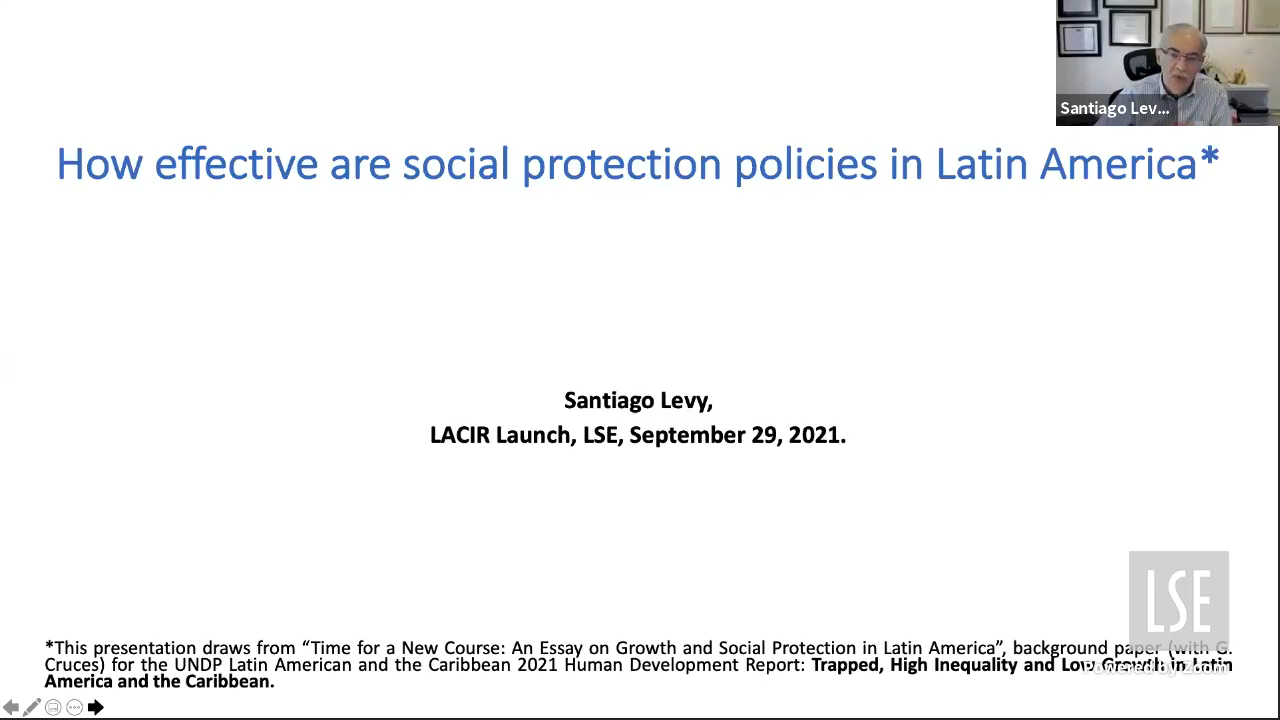 Santiago Lev...
How effective are social protection policies in Latin America*
Santiago Levy,
LACIR Launch, LSE, September 29, 2021.
LSE
*This presentation draws from “Time for a New Course: An Essay on Growth and Social Protection in Latin America”, background paper (with G.
Cruces) for the UNDP Latin American and the Caribbean 2021 Human Development Report: Trapped, High Inequality and Low Growth in Latin
America and the Caribbean.
Powered by Zoom